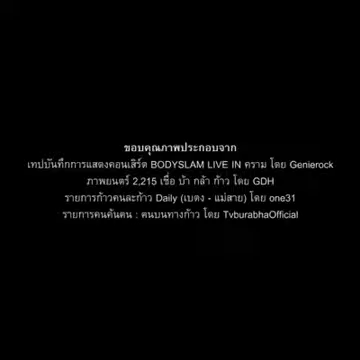 ขอบคุณภาพประกอบจาก
เทปบันทึกการแสดงคอนเสิร์ต BODYSLAM LIVE IN คราม โดย Genierock
ภาพยนตร์ 2,215 เชื่อ บ้า กล้า ก้าว โดย GDH
รายการก้าวคนละก้าว Daily (เบตง - แม่สาย) โดย one31
รายการคนค้นฅน : ฅนบนทางก้าว โดย TvburabhaOfficial